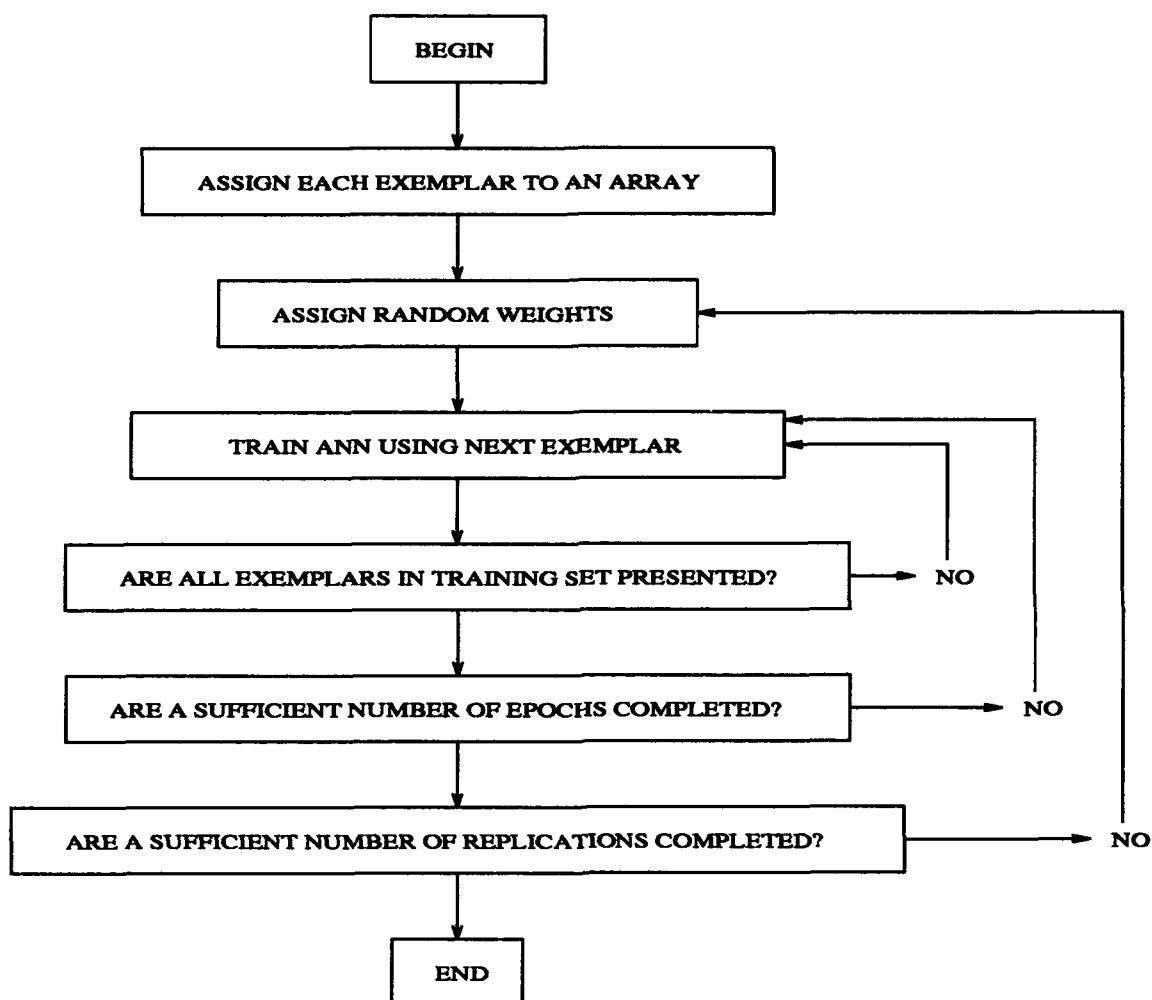 BEGIN
ASSIGN EACH EXEMPLAR TO AN ARRAY
ASSIGN RANDOM WEIGHTS
TRAIN ANN USING NEXT EXEMPLAR
ARE ALL EXEMPLARS IN TRAINING SET PRESENTED?
NO
ARE A SUFFICIENT NUMBER OF EPOCHS COMPLETED?
NO
ARE A SUFFICIENT NUMBER OF REPLICATIONS COMPLETED?
NO
END